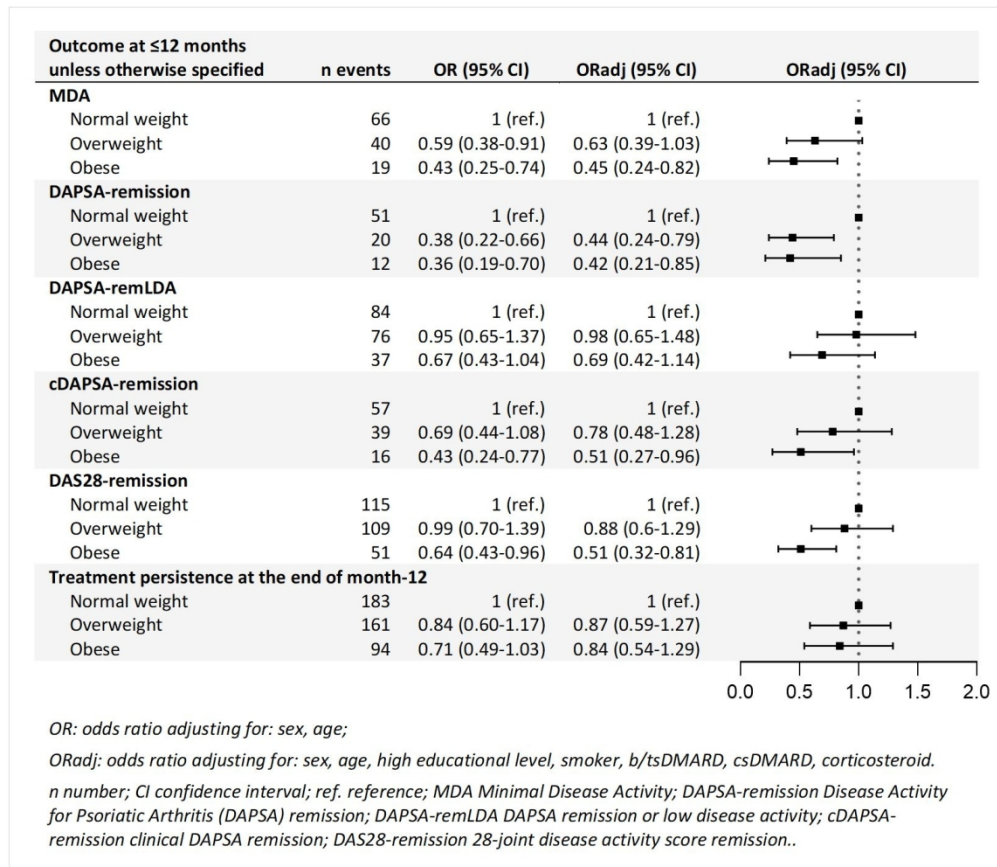 Outcome at ≤12 months
unless otherwise specified n events OR (95% CI) ORadj (95% CI) ORadj (95% CI)
MDA
Normal weight 66 1 (ref.) 1 (ref.)
Overweight 40 0.59 (0.38-0.91) 0.63 (0.39-1.03)
Obese 19 0.43 (0.25-0.74) 0.45 (0.24-0.82)
DAPSA-remission
Normal weight 51 1 (ref.) 1 (ref.)
Overweight 20 0.38 (0.22-0.66) 0.44 (0.24-0.79)
Obese 12 0.36 (0.19-0.70) 0.42 (0.21-0.85)
DAPSA-remLDA
Normal weight 84 1 (ref.) 1 (ref.)
Overweight 76 0.95 (0.65-1.37) 0.98 (0.65-1.48)
Obese 37 0.67 (0.43-1.04) 0.69 (0.42-1.14)
cDAPSA-remission
Normal weight 57 1 (ref.) 1 (ref.)
Overweight 39 0.69 (0.44-1.08) 0.78 (0.48-1.28)
Obese 16 0.43 (0.24-0.77) 0.51 (0.27-0.96)
DAS28-remission
Normal weight 115 1 (ref.) 1 (ref.)
Overweight 109 0.99 (0.70-1.39) 0.88 (0.6-1.29)
Obese 51 0.64 (0.43-0.96) 0.51 (0.32-0.81)
Treatment persistence at the end of month-12
Normal weight 183 1 (ref.) 1 (ref.)
Overweight 161 0.84 (0.60-1.17) 0.87 (0.59-1.27)
Obese 94 0.71 (0.49-1.03) 0.84 (0.54-1.29)
0.0 0.5 1.0 1.5 2.0
OR: odds ratio adjusting for: sex, age;
ORadj: odds ratio adjusting for: sex, age, high educational level, smoker, b/tsDMARD, csDMARD, corticosteroid.
n number; CI confidence interval; ref. reference; MDA Minimal Disease Activity; DAPSA-remission Disease Activity
for Psoriatic Arthritis (DAPSA) remission; DAPSA-remLDA DAPSA remission or low disease activity; cDAPSA-
remission clinical DAPSA remission; DAS28-remission 28-joint disease activity score remission..